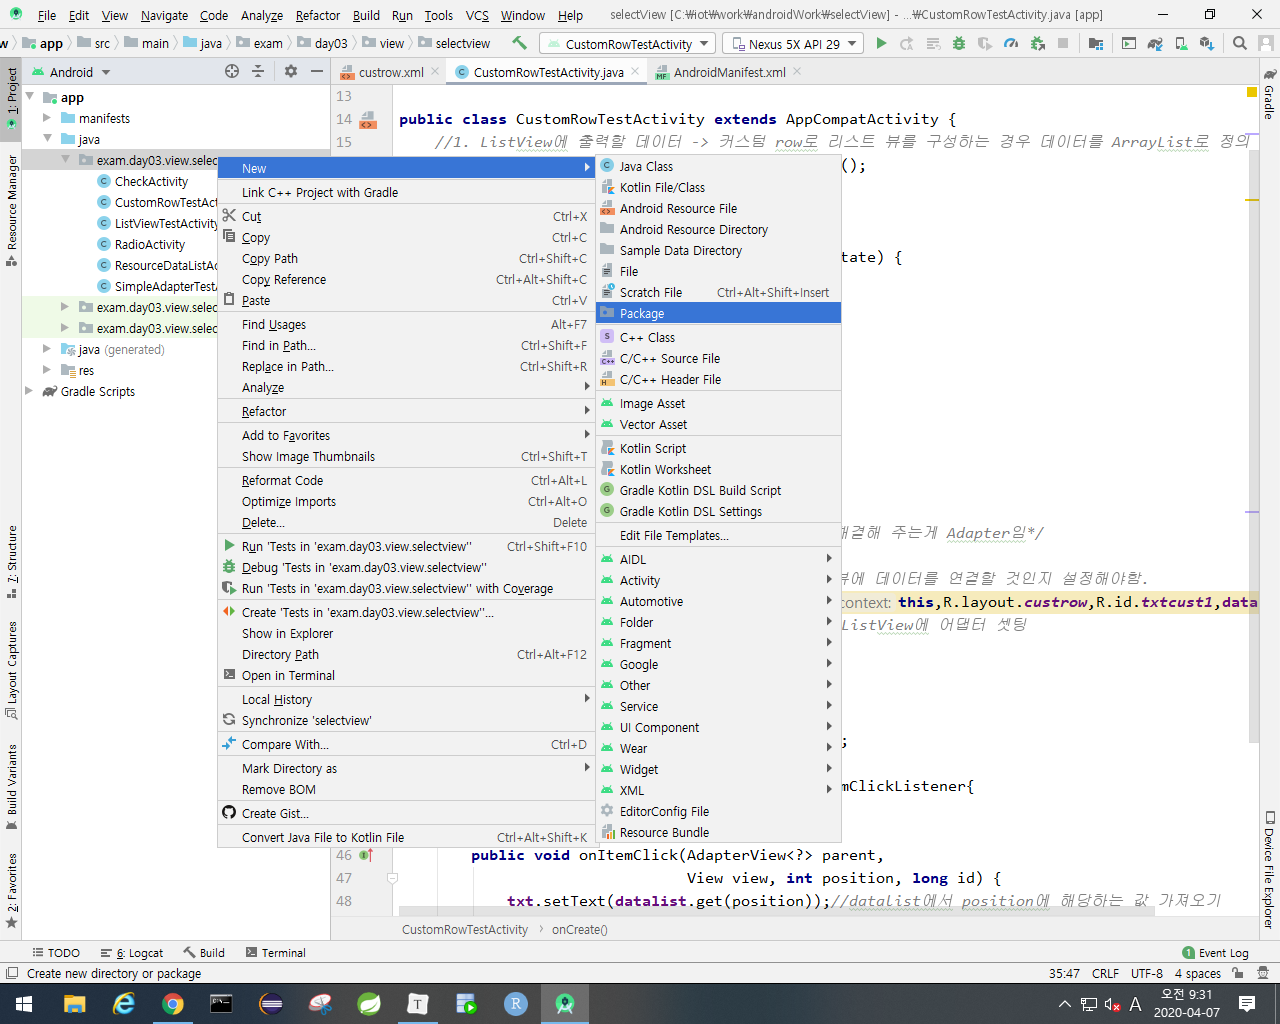 File Edit View Navigate Code Analyze Refactor Build Run Tools VCS Window Help selectView [C:₩iot₩work₩androidWork₩selectView] - ...₩CustomRowTestActivity.java [app]
w app src main java exam day03 view selectview CustomRowTestActivity Nexus 5X API 29
Android custrow.xml CustomRowTestActivity.java AndroidManifest.xml
1: Project
Resource Manager
7: Structure
Layout Captures
Build Variants
2: Favorites
Gradle
Device File Explorer
app
manifests
java
exam.day03.view.selec
CheckActivity
CustomRowTestAct
ListViewTestActivity
RadioActivity
ResourceDataListAc
SimpleAdapterTestA
exam.day03.view.selec
exam.day03.view.selec
java (generated)
res
Gradle Scripts
New
Link C++ Project with Gradle
Cut Ctrl+X
Copy Ctrl+C
Copy Path Ctrl+Shift+C
Copy Reference Ctrl+Alt+Shift+C
Paste Ctrl+V
Find Usages Alt+F7
Find in Path... Ctrl+Shift+F
Replace in Path... Ctrl+Shift+R
Analyze
Refactor
Add to Favorites
Show Image Thumbnails Ctrl+Shift+T
Reformat Code Ctrl+Alt+L
Optimize Imports Ctrl+Alt+O
Delete... Delete
Run 'Tests in 'exam.day03.view.selectview'' Ctrl+Shift+F10
Debug 'Tests in 'exam.day03.view.selectview''
Run 'Tests in 'exam.day03.view.selectview'' with Coverage
Create 'Tests in 'exam.day03.view.selectview''...
Show in Explorer
Directory Path Ctrl+Alt+F12
Open in Terminal
Local History
Synchronize 'selectview'
Compare With... Ctrl+D
Mark Directory as
Remove BOM
Create Gist...
Convert Java File to Kotlin File Ctrl+Alt+Shift+K
Java Class
Kotlin File/Class
Android Resource File
Android Resource Directory
Sample Data Directory
File
Scratch File Ctrl+Alt+Shift+Insert
Package
C++ Class
C/C++ Source File
C/C++ Header File
Image Asset
Vector Asset
Kotlin Script
Kotlin Worksheet
Gradle Kotlin DSL Build Script
Gradle Kotlin DSL Settings
Edit File Templates...
AIDL
Activity
Automotive
Folder
Fragment
Google
Other
Service
UI Component
Wear
Widget
XML
EditorConfig File
Resource Bundle
13
14 public class CustomRowTestActivity extends AppCompatActivity {
15 //1. ListView에 출력할 데이터 -> 커스텀 row로 리스트 뷰를 구성하는 경우 데이터를 ArrayList로 정의
();
tate) {
해결해 주는게 Adapter임*/
뷰에 데이터를 연결할 것인지 설정해야함.
context: this,R.layout.custrow,R.id.txtcust1,data
ListView에 어댑터 셋팅
;
mClickListener{
46 public void onItemClick(AdapterView<?> parent,
47 View view, int position, long id) {
48 txt.setText(datalist.get(position));//datalist에서 position에 해당하는 값 가져오기
CustomRowTestActivity onCreate()
TODO 6: Logcat Build Terminal 1 Event Log
Create new directory or package 35:47 CRLF UTF-8 4 spaces
A 오전 9:31
2020-04-07